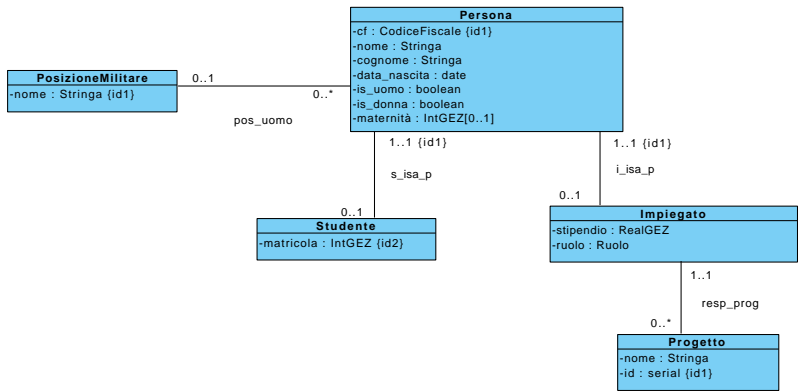 Persona
-cf : CodiceFiscale {id1}
-nome : Stringa
-cognome : Stringa
-data_nascita : date
-is_uomo : boolean
-is_donna : boolean
-maternità : IntGEZ[0..1]
PosizioneMilitare
-nome : Stringa {id1}
0..1
0..*
pos_uomo
1..1 {id1}
s_isa_p
0..1
1..1 {id1}
i_isa_p
0..1
Studente
-matricola : IntGEZ {id2}
Impiegato
-stipendio : RealGEZ
-ruolo : Ruolo
1..1
resp_prog
0..*
Progetto
-nome : Stringa
-id : serial {id1}